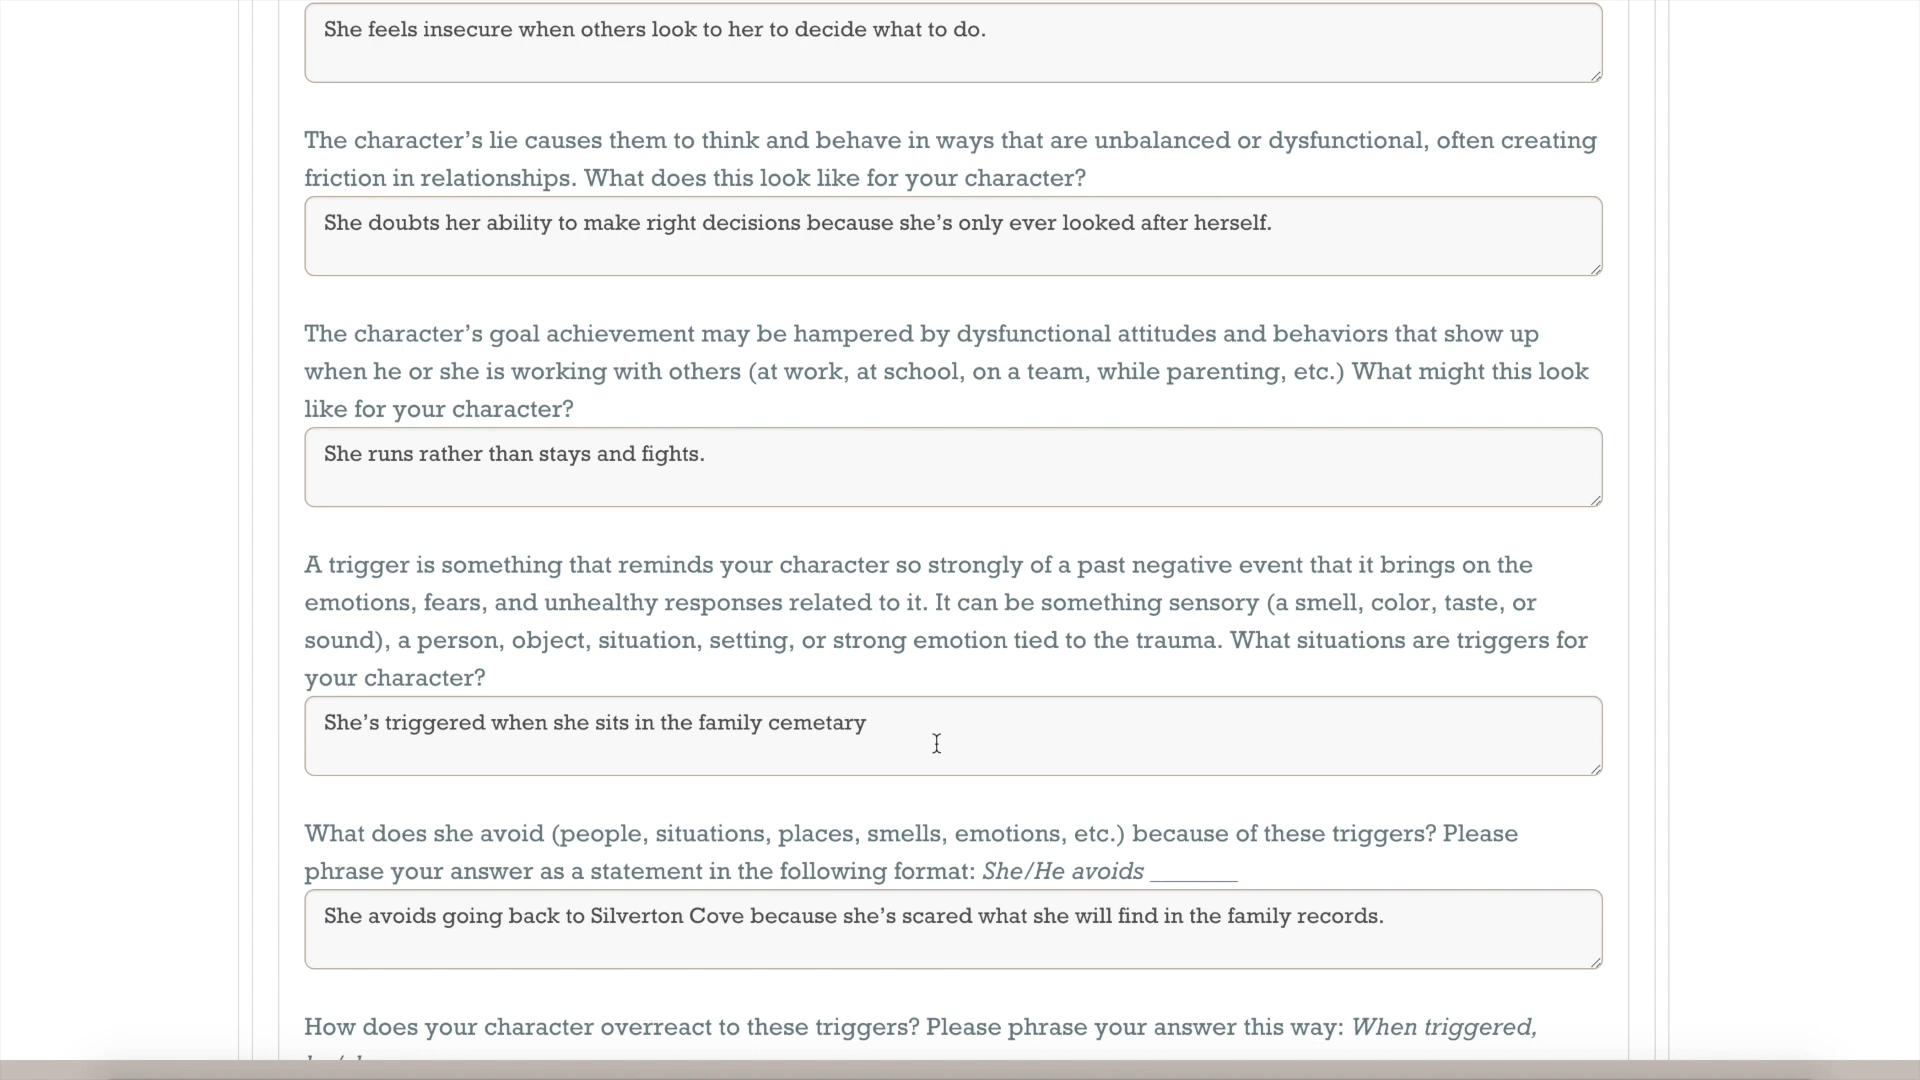 She feels insecure when others look to her to decide what to do.
The character’s lie causes them to think and behave in ways that are unbalanced or dysfunctional, often creating
friction in relationships. What does this look like for your character?
She doubts her ability to make right decisions because she’s only ever looked after herself.
The character’s goal achievement may be hampered by dysfunctional attitudes and behaviors that show up
when he or she is working with others (at work, at school, on a team, while parenting, etc.) What might this look
like for your character?
She runs rather than stays and fights.
A trigger is something that reminds your character so strongly of a past negative event that it brings on the
emotions, fears, and unhealthy responses related to it. It can be something sensory (a smell, color, taste, or
sound), a person, object, situation, setting, or strong emotion tied to the trauma. What situations are triggers for
your character?
She’s triggered when she sits in the family cemetary
What does she avoid (people, situations, places, smells, emotions, etc.) because of these triggers? Please
phrase your answer as a statement in the following format: She/He avoids _______
She avoids going back to Silverton Cove because she’s scared what she will find in the family records.
How does your character overreact to these triggers? Please phrase your answer this way: When triggered,